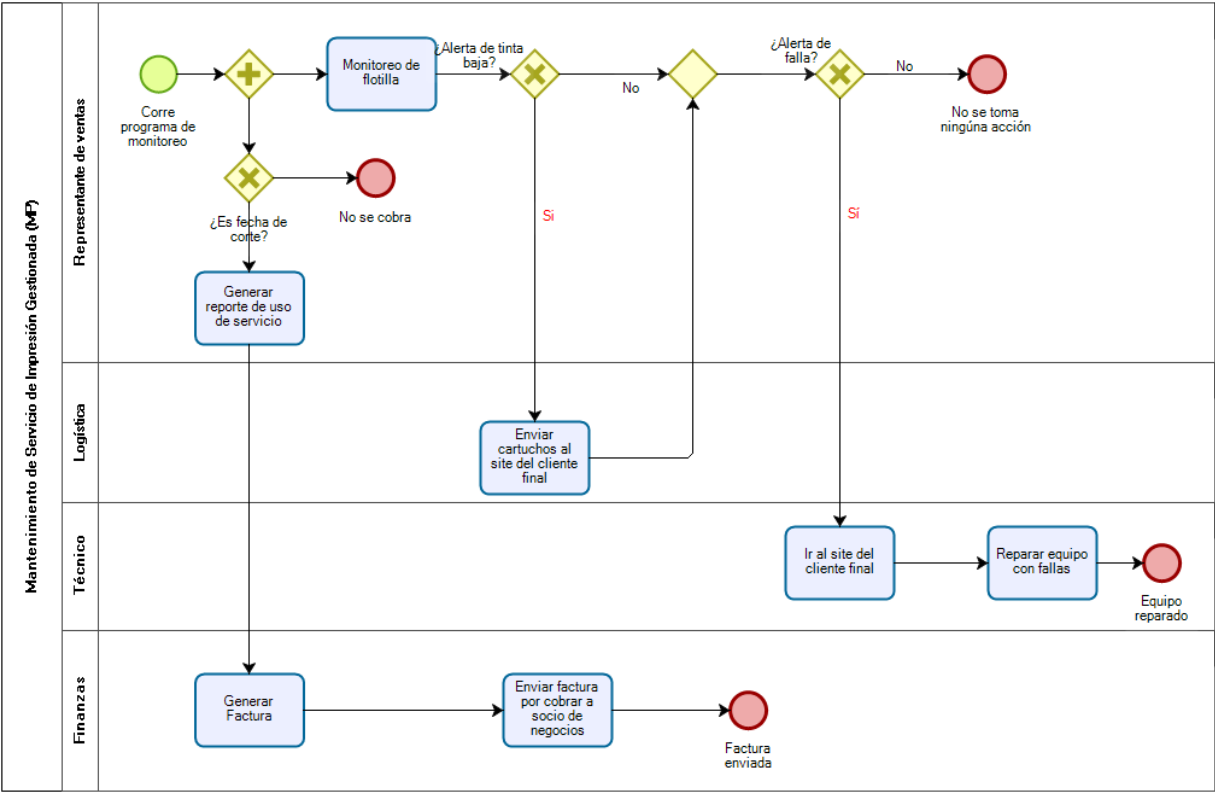 Mantenimiento de Servicio de Impresión Gestionada (MP)
Representante de ventas
Corre
programa de
monitoreo
Monitoreo de
flotilla
¿Alerta de tinta
baja?
No
¿Alerta de
falla?
No
No se toma
ningúna acción
¿Es fecha de
corte?
No se cobra
Si
Si
Generar
reporte de uso
de servicio
Logística
Enviar
cartuchos al
site del cliente
final
Técnico
Ir al site del
cliente final
Reparar equipo
con fallas
Equipo
reparado
Finanzas
Generar
Factura
Enviar factura
por cobrar a
socio de
negocios
Factura
enviada